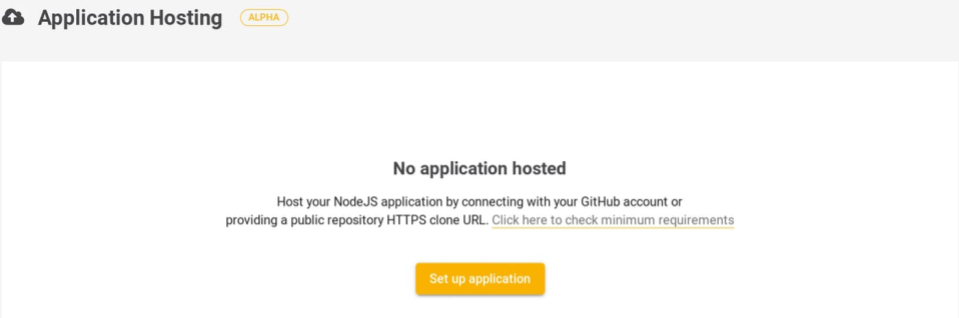 Application Hosting ALPHA
No application hosted
Host your NodeJS application by connecting with your GitHub account or
providing a public repository HTTPS clone URL. Click here to check minimum requirements
Set up application